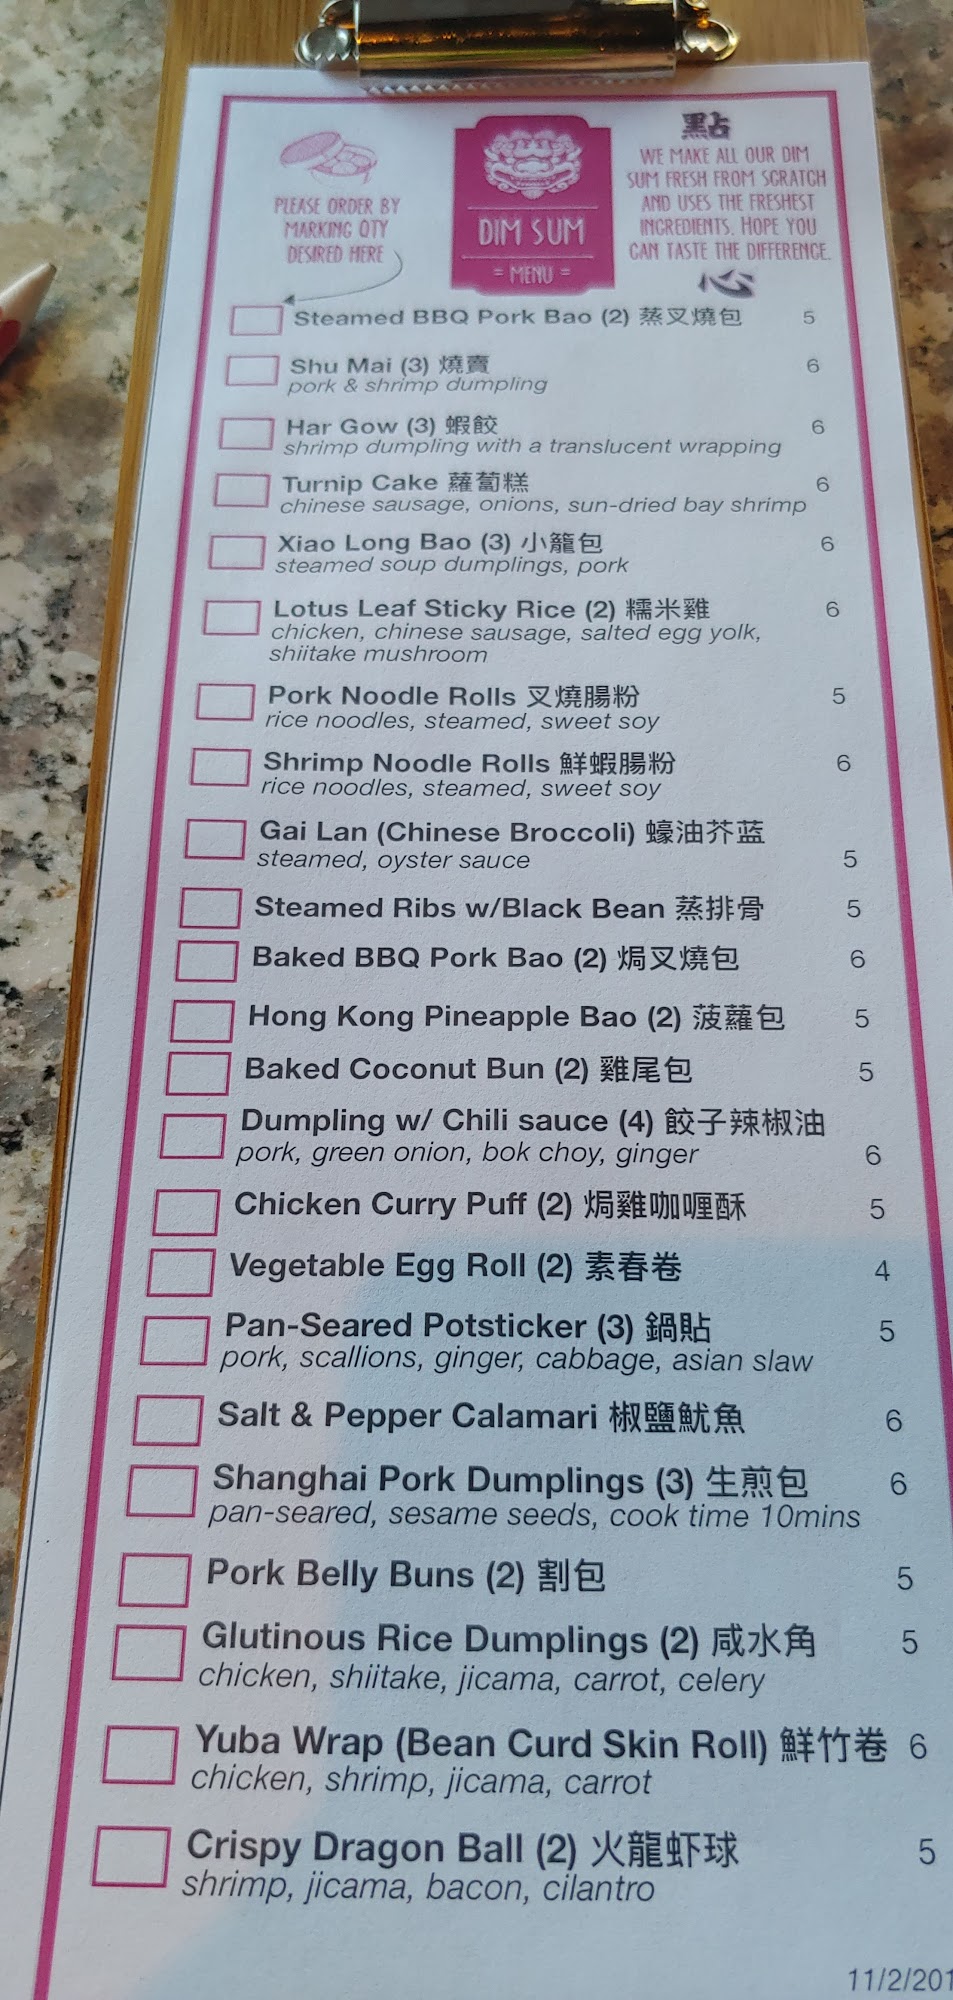 PLEASE ORDER BY
MARKING QTY
DESIRED HERE
DIM SUM
= MENU =
點
WE MAKE ALL OUR DIM
SUM FRESH FROM SCRATCH
AND USES THE FRESHEST
INGREDIENTS. HOPE YOU
CAN TASTE THE DIFFERENCE.
心
Steamed BBQ Pork Bao (2) 蒸叉燒包 5
Shu Mai (3) 燒賣 6
pork & shrimp dumpling
Har Gow (3) 蝦餃 6
shrimp dumpling with a translucent wrapping
Turnip Cake 蘿蔔糕 6
chinese sausage, onions, sun-dried bay shrimp
Xiao Long Bao (3) 小籠包 6
steamed soup dumplings, pork
Lotus Leaf Sticky Rice (2) 糯米雞 6
chicken, chinese sausage, salted egg yolk,
shiitake mushroom
Pork Noodle Rolls 叉燒腸粉 5
rice noodles, steamed, sweet soy
Shrimp Noodle Rolls 鮮蝦腸粉 6
rice noodles, steamed, sweet soy
Gai Lan (Chinese Broccoli) 蠔油芥蓝
steamed, oyster sauce 5
Steamed Ribs w/Black Bean 蒸排骨 5
Baked BBQ Pork Bao (2) 焗叉燒包 6
Hong Kong Pineapple Bao (2) 菠蘿包 5
Baked Coconut Bun (2) 雞尾包 5
Dumpling w/ Chili sauce (4) 餃子辣椒油
pork, green onion, bok choy, ginger 6
Chicken Curry Puff (2) 焗雞咖喱酥 5
Vegetable Egg Roll (2) 素春卷 4
Pan-Seared Potsticker (3) 鍋貼 5
pork, scallions, ginger, cabbage, asian slaw
Salt & Pepper Calamari 椒鹽魷魚 6
Shanghai Pork Dumplings (3) 生煎包 6
pan-seared, sesame seeds, cook time 10mins
Pork Belly Buns (2) 割包 5
Glutinous Rice Dumplings (2) 咸水角 5
chicken, shiitake, jicama, carrot, celery
Yuba Wrap (Bean Curd Skin Roll) 鮮竹卷 6
chicken, shrimp, jicama, carrot
Crispy Dragon Ball (2) 火龍虾球 5
shrimp, jicama, bacon, cilantro
11/2/201